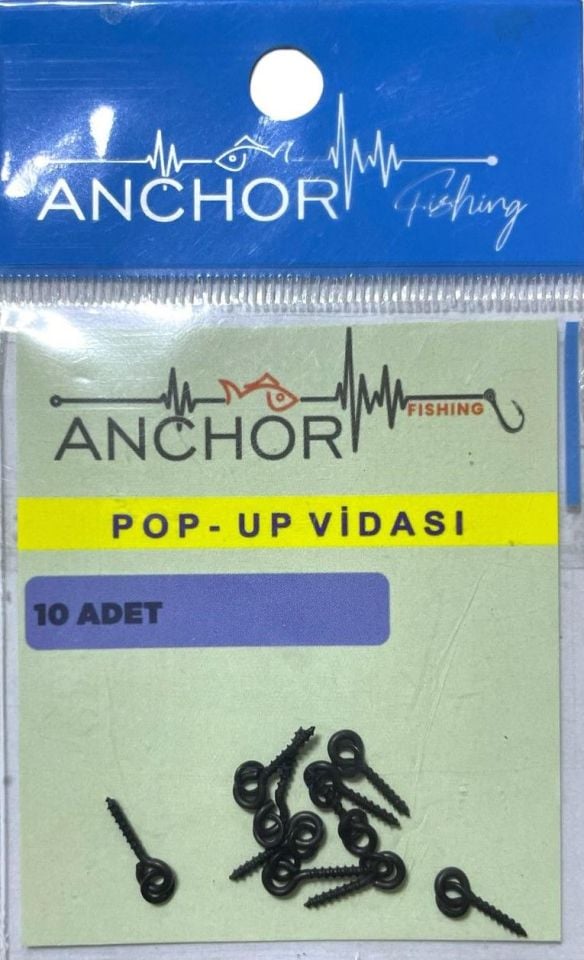 ANCHOR Fishing
ANCHOR FISHING
POP- UP VİDASI
10 ADET